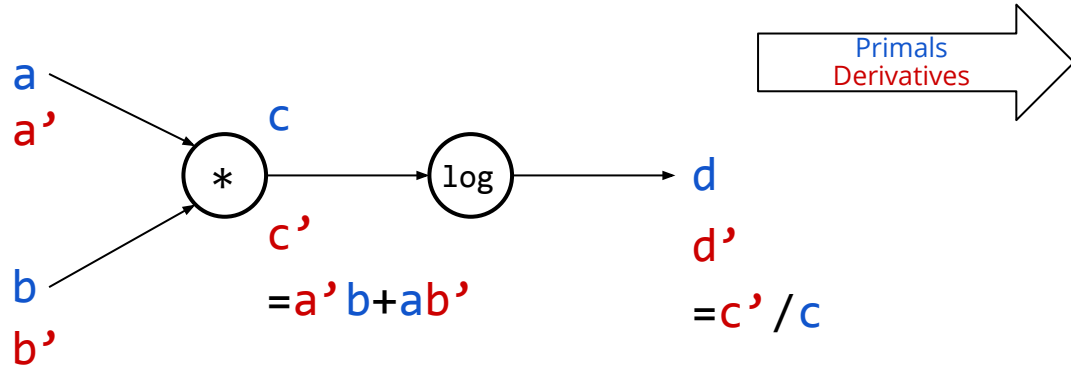 a
a’
b
b’
*
c
c’
=a’b+ab’
log
d
d’
=c’/c
Primals
Derivatives